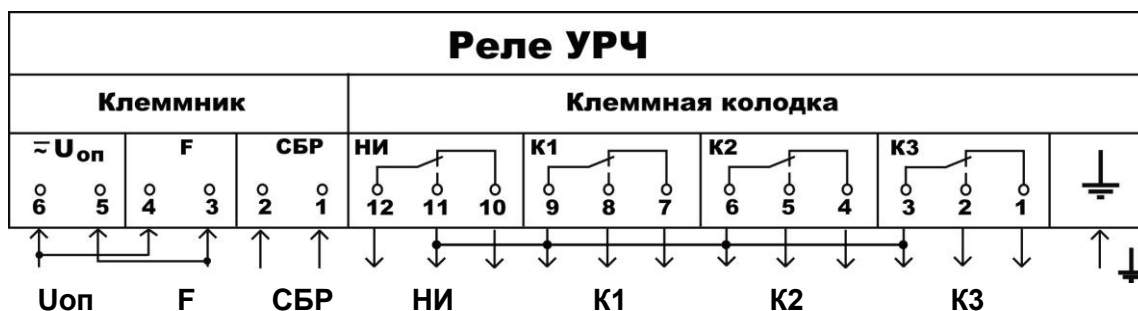 Реле УРЧ
Клеммник Клеммная колодка
≂ Uоп F СБР НИ К1 К2 К3
6 5 4 3 2 1 12 11 10 9 8 7 6 5 4 3 2 1
Uоп F СБР НИ К1 К2 К3